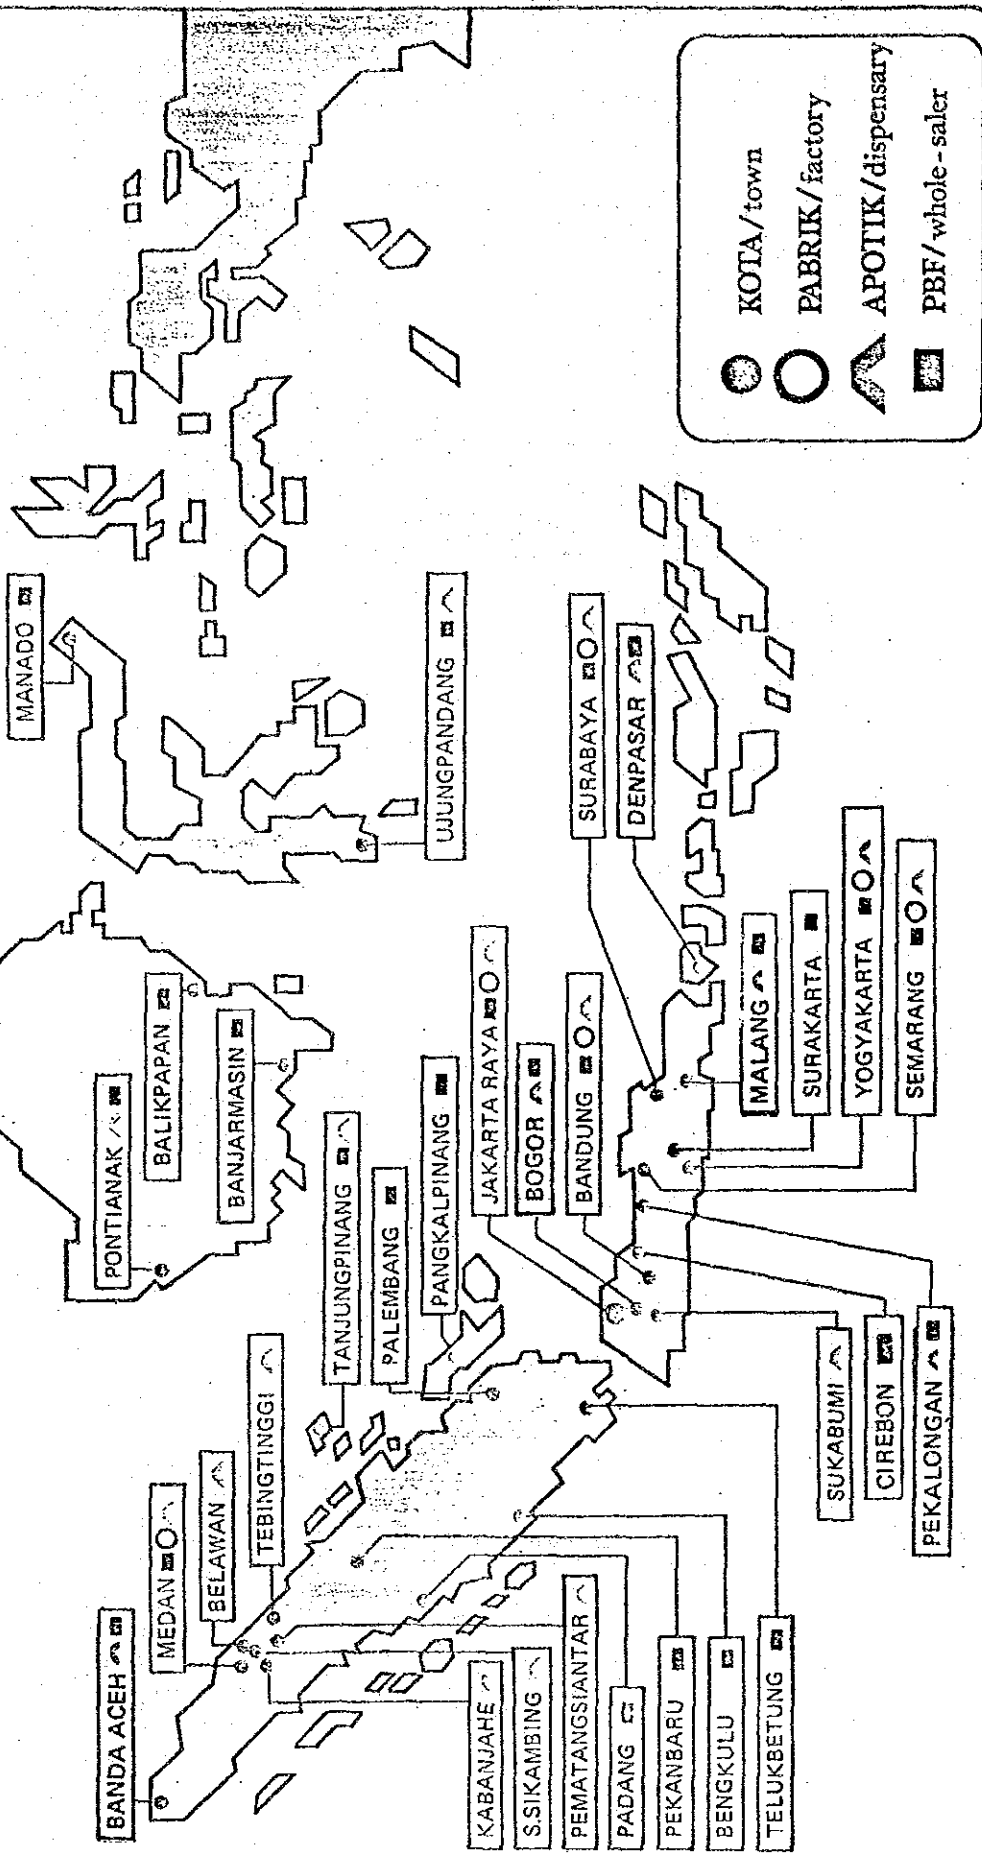 BANDA ACEH
MEDAN
BELAWAN
TEBINGTINGGI
TANJUNGPINANG
PALEMBANG
PANGKALPINANG
JAKARTA RAYA
BOGOR
BANDUNG
PONTIANAK
BALIKPAPAN
BANJARMASIN
MANADO
UJUNGPANDANG
SURABAYA
DENPASAR
KABANJAHE
S.SIKAMBING
PEMATANGSIANTAR
PADANG
PEKANBARU
BENGKULU
TELUKBETUNG
SUKABUMI
CIREBON
PEKALONGAN
MALANG
SURAKARTA
YOGYAKARTA
SEMARANG
KOTA/town
PABRIK/factory
APOTIK/dispensary
PBF/whole-saler